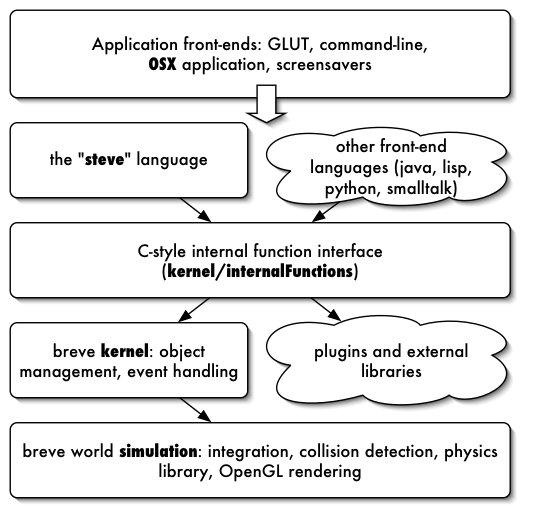 Application front-ends: GLUT, command-line,
OSX application, screensavers
the "steve" language
other front-end
languages (java, lisp,
python, smalltalk)
C-style internal function interface
(kernel/internalFunctions)
breve kernel: object
management, event handling
plugins and external
libraries
breve world simulation: integration, collision detection, physics
library, OpenGL rendering